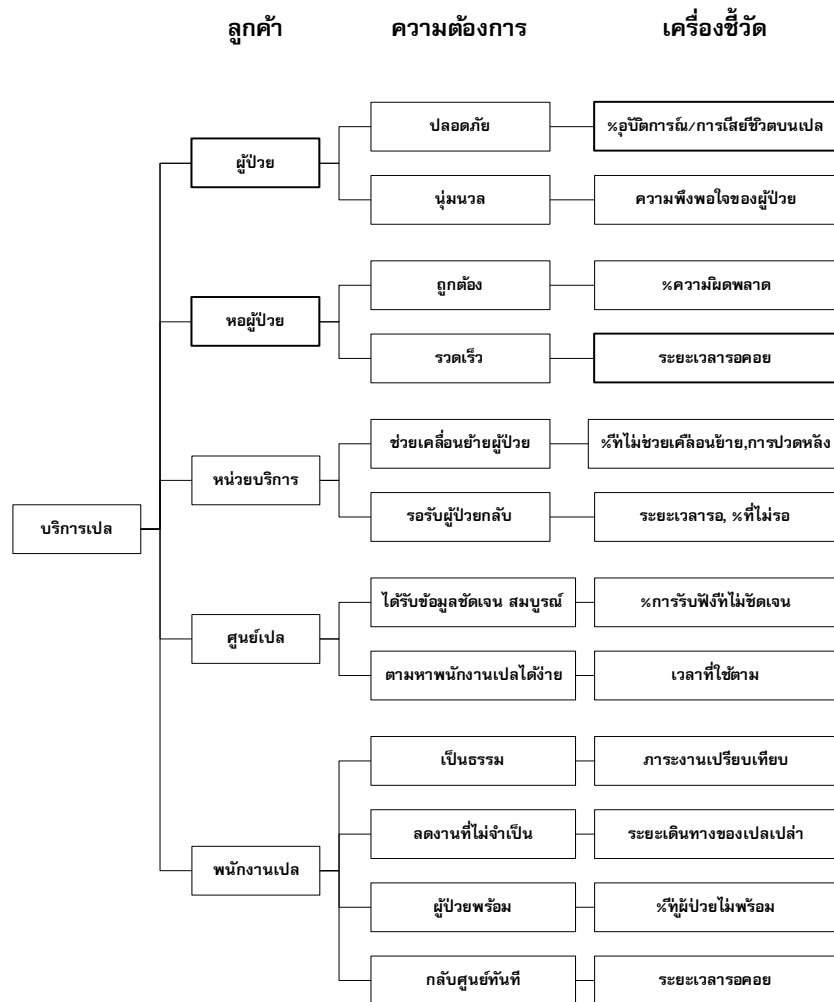 ลูกค้า ความต้องการ เครื่องชี้วัด
ปลอดภัย %อุบัติการณ์/การเสียชีวิตบนเปล
ผู้ป่วย
นุ่มนวล ความพึงพอใจของผู้ป่วย
ถูกต้อง %ความผิดพลาด
หอผู้ป่วย
รวดเร็ว ระยะเวลารอคอย
ช่วยเคลื่อนย้ายผู้ป่วย %ที่ไม่ช่วยเคลือนย้าย,การปวดหลัง
หน่วยบริการ
รอรับผู้ป่วยกลับ ระยะเวลารอ, %ที่ไม่รอ
บริการเปล
ได้รับข้อมูลชัดเจน สมบูรณ์ %การรับฟังที่ไม่ชัดเจน
ศูนย์เปล
ตามหาพนักงานเปลได้ง่าย เวลาที่ใช้ตาม
เป็นธรรม ภาระงานเปรียบเทียบ
ลดงานที่ไม่จำเป็น ระยะเดินทางของเปลเปล่า
พนักงานเปล
ผู้ป่วยพร้อม %ที่ผู้ป่วยไม่พร้อม
กลับศูนย์ทันที ระยะเวลารอคอย